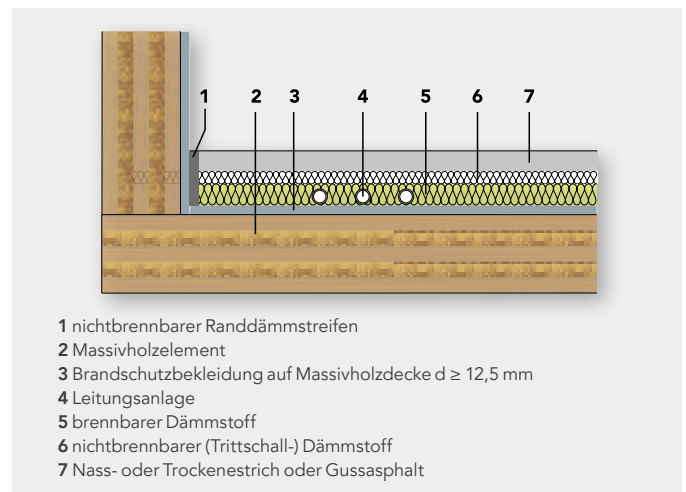 1 2 3 4 5 6 7
1 nichtbrennbarer Randdämmstreifen
2 Massivholzelement
3 Brandschutzbekleidung auf Massivholzdecke d ≥ 12,5 mm
4 Leitungsanlage
5 brennbarer Dämmstoff
6 nichtbrennbarer (Trittschall-) Dämmstoff
7 Nass- oder Trockenestrich oder Gussasphalt